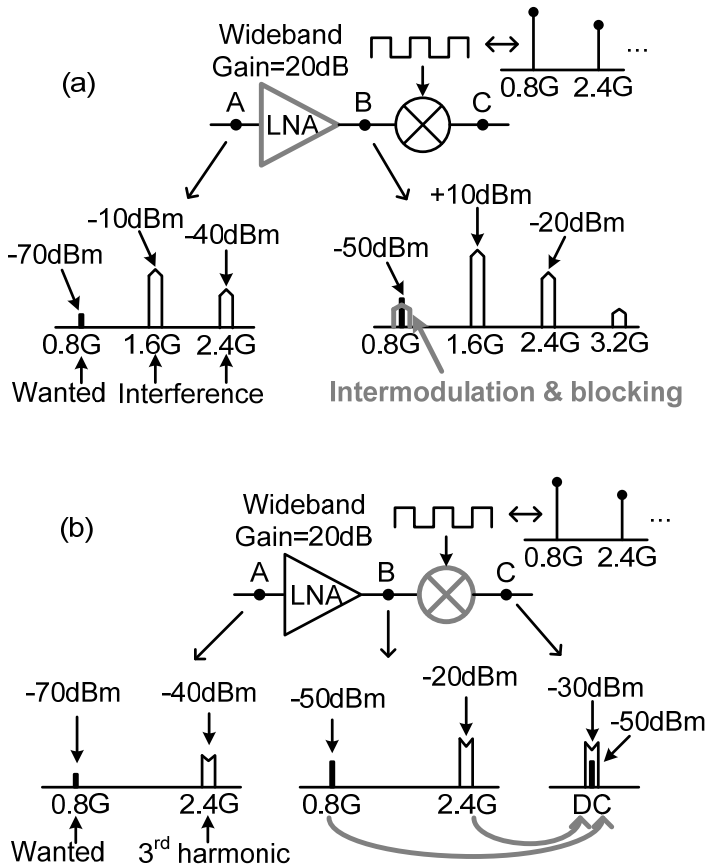 Wideband
Gain=20dB
...
0.8G 2.4G
(a)
A B C
LNA
+10dBm
-10dBm
-40dBm
-20dBm
-70dBm
-50dBm
0.8G 1.6G 2.4G
0.8G 1.6G 2.4G 3.2G
Wanted Interference
Intermodulation & blocking
Wideband
Gain=20dB
...
0.8G 2.4G
(b)
A B C
LNA
-70dBm -40dBm -50dBm -20dBm -30dBm
-50dBm
0.8G 2.4G 0.8G 2.4G DC
Wanted 3rd harmonic